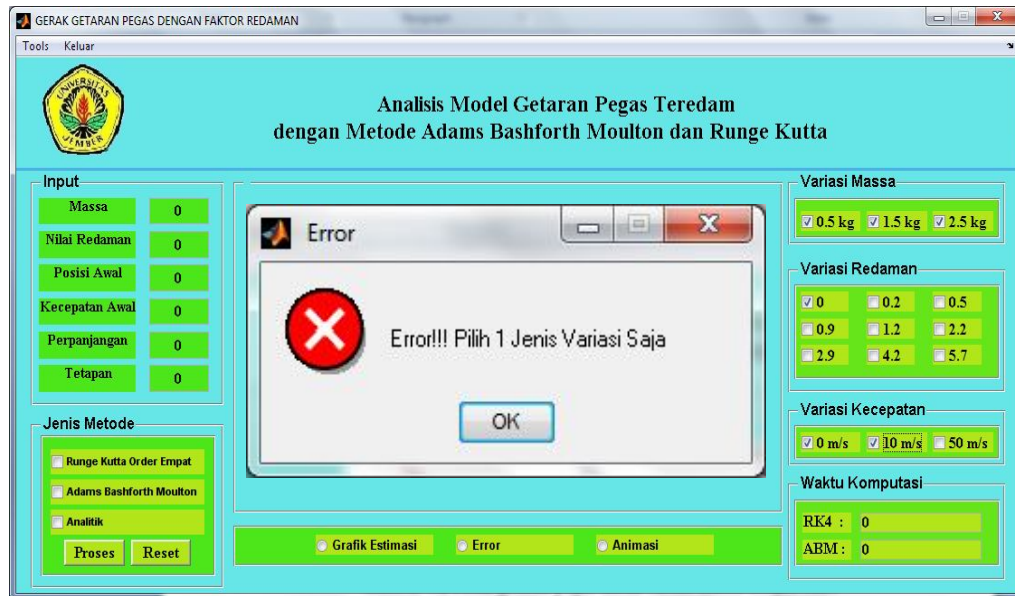 GERAK GETARAN PEGAS DENGAN FAKTOR REDAMAN
Tools Keluar
UNIVERSITAS
JEMBER
Analisis Model Getaran Pegas Teredam
dengan Metode Adams Bashforth Moulton dan Runge Kutta
Input
Massa 0
Nilai Redaman 0
Posisi Awal 0
Kecepatan Awal 0
Perpanjangan 0
Tetapan 0
Jenis Metode
Runge Kutta Order Empat
Adams Bashforth Moulton
Analitik
Proses Reset
Error
Error!!! Pilih 1 Jenis Variasi Saja
OK
Grafik Estimasi Error Animasi
Variasi Massa
0.5 kg 1.5 kg 2.5 kg
Variasi Redaman
0 0.2 0.5
0.9 1.2 2.2
2.9 4.2 5.7
Variasi Kecepatan
0 m/s 10 m/s 50 m/s
Waktu Komputasi
RK4 : 0
ABM : 0